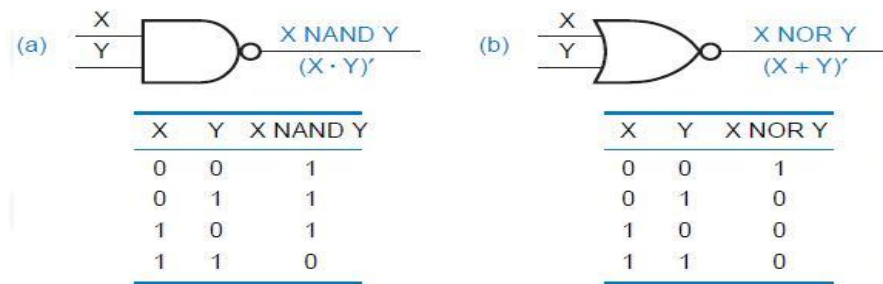 (a) X
Y
X NAND Y
(X · Y)′
X Y X NAND Y
0 0 1
0 1 1
1 0 1
1 1 0
(b) X
Y
X NOR Y
(X + Y)′
X Y X NOR Y
0 0 1
0 1 0
1 0 0
1 1 0